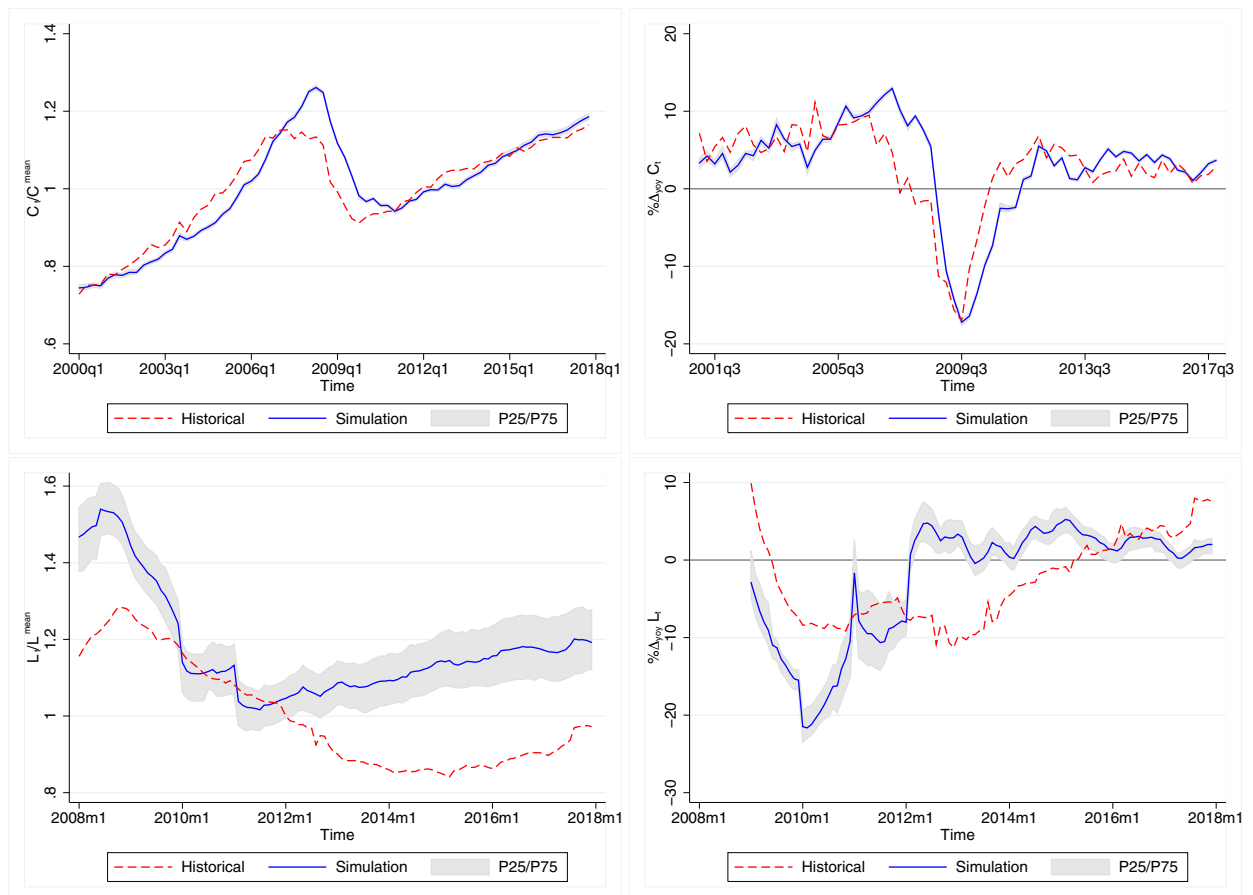 1.4
1.2
1
.8
.6
C_t/C^mean
2000q1 2003q1 2006q1 2009q1 2012q1 2015q1 2018q1
Time
Historical Simulation P25/P75
20
10
0
−10
−20
%Δ_yoy C_t
2001q3 2005q3 2009q3 2013q3 2017q3
Time
Historical Simulation P25/P75
1.6
1.4
1.2
1
.8
L_t/L^mean
2008m1 2010m1 2012m1 2014m1 2016m1 2018m1
Time
Historical Simulation P25/P75
10
0
−10
−20
−30
%Δ_yoy L_t
2008m1 2010m1 2012m1 2014m1 2016m1 2018m1
Time
Historical Simulation P25/P75